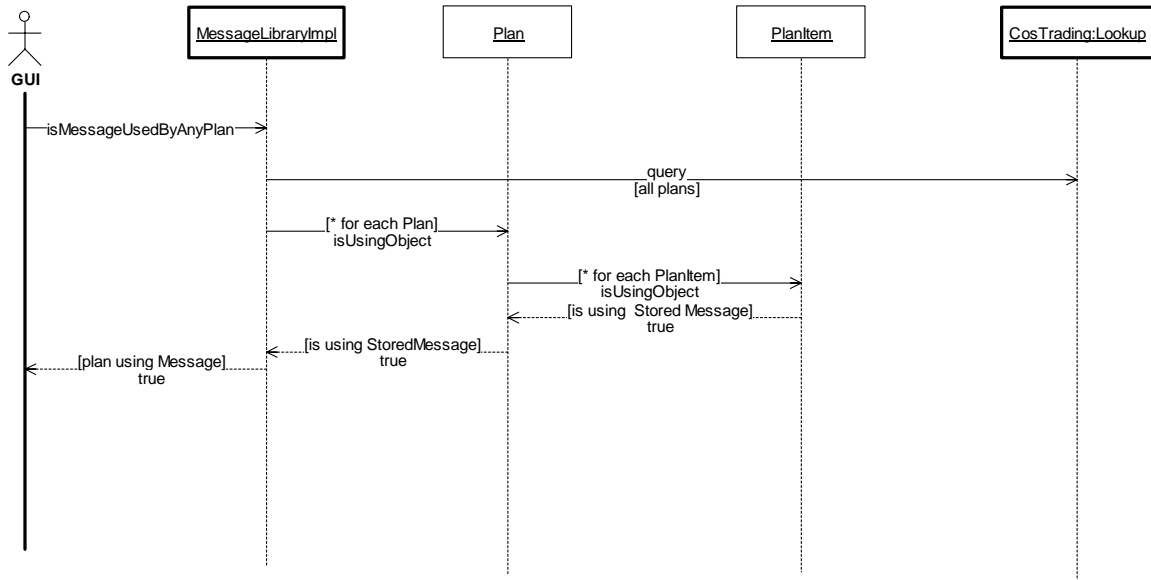 MessageLibraryImpl
Plan
PlanItem
CosTrading:Lookup
GUI
isMessageUsedByAnyPlan
query
[all plans]
[* for each Plan]
isUsingObject
[* for each PlanItem]
isUsingObject
[is using  Stored Message]
true
[is using StoredMessage]
true
[plan using Message]
true